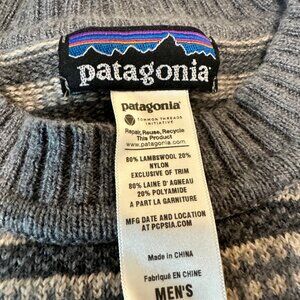 patagonia
patagonia
COMMON THREADS
INITIATIVE
Repair, Reuse, Recycle
This Product
www.patagonia.com
80% LAMBSWOOL 20%
NYLON
EXCLUSIVE OF TRIM
80% LAINE D'AGNEAU
20% POLYAMIDE
A PART LA GARNITURE
MFG DATE AND LOCATION
AT PCPSIA.COM
Made in CHINA
Fabriqué EN CHINE
MEN'S